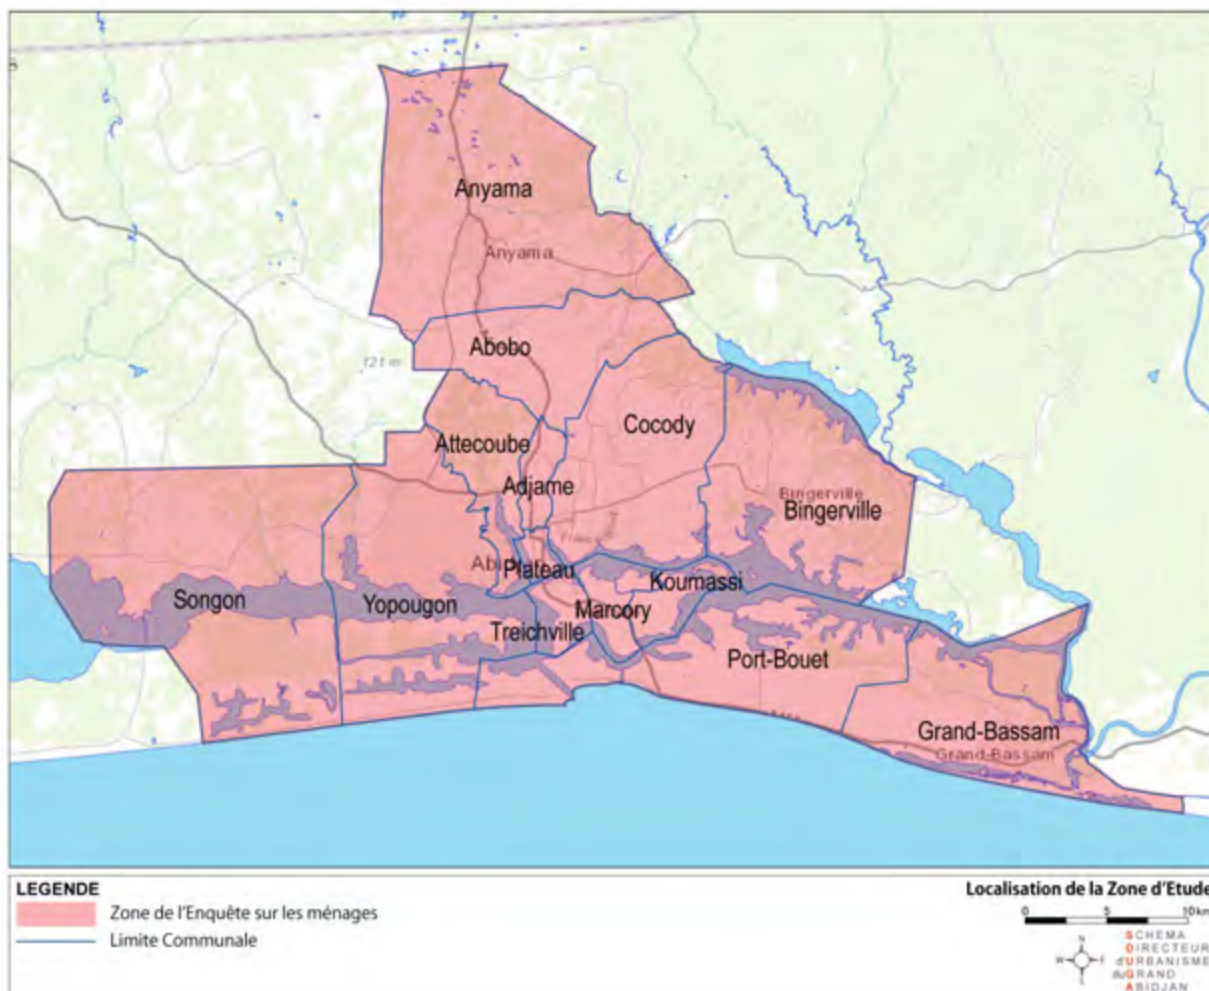 Anyama
Anyama
Abobo
121 m
Cocody
Attecoube
Adjame
Bingerville
Bingerville
Plateau
Koumassi
Songon
Yopougon
Marcory
Treichville
Port-Bouet
Grand-Bassam
Grand-Bassam
LEGENDE
Zone de l'Enquête sur les ménages
Limite Communale
Localisation de la Zone d'Etude
0 5 10 km
N
W E
SCHEMA
DIRECTEUR
d'URBANISME
du GRAND
ABIDJAN